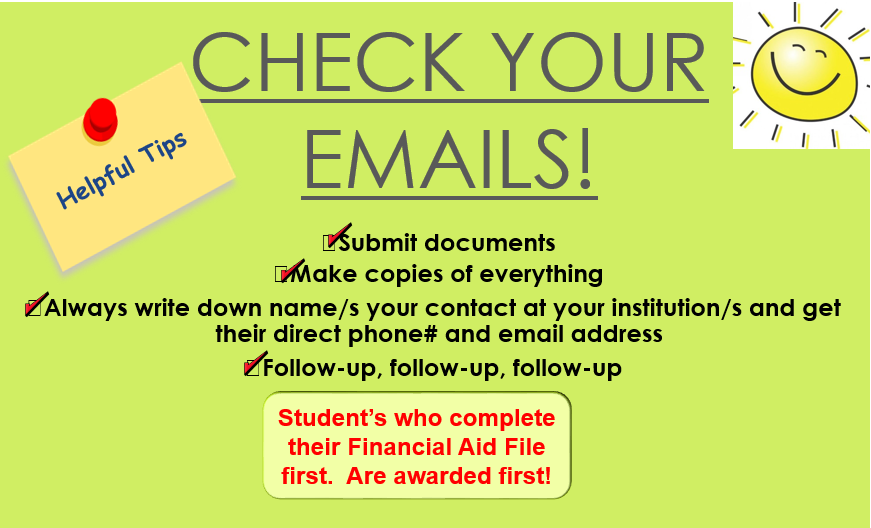 CHECK YOUR
EMAILS!
Helpful Tips
Submit documents
Make copies of everything
Always write down name/s your contact at your institution/s and get
their direct phone# and email address
Follow-up, follow-up, follow-up
Student’s who complete
their Financial Aid File
first.  Are awarded first!